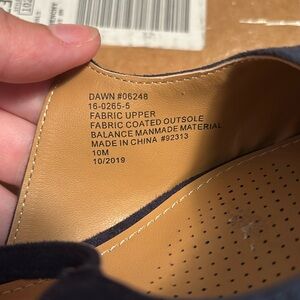 DAWN #06248
16-0265-5
FABRIC UPPER
FABRIC COATED OUTSOLE
BALANCE MANMADE MATERIAL
MADE IN CHINA #92313
10M
10/2019